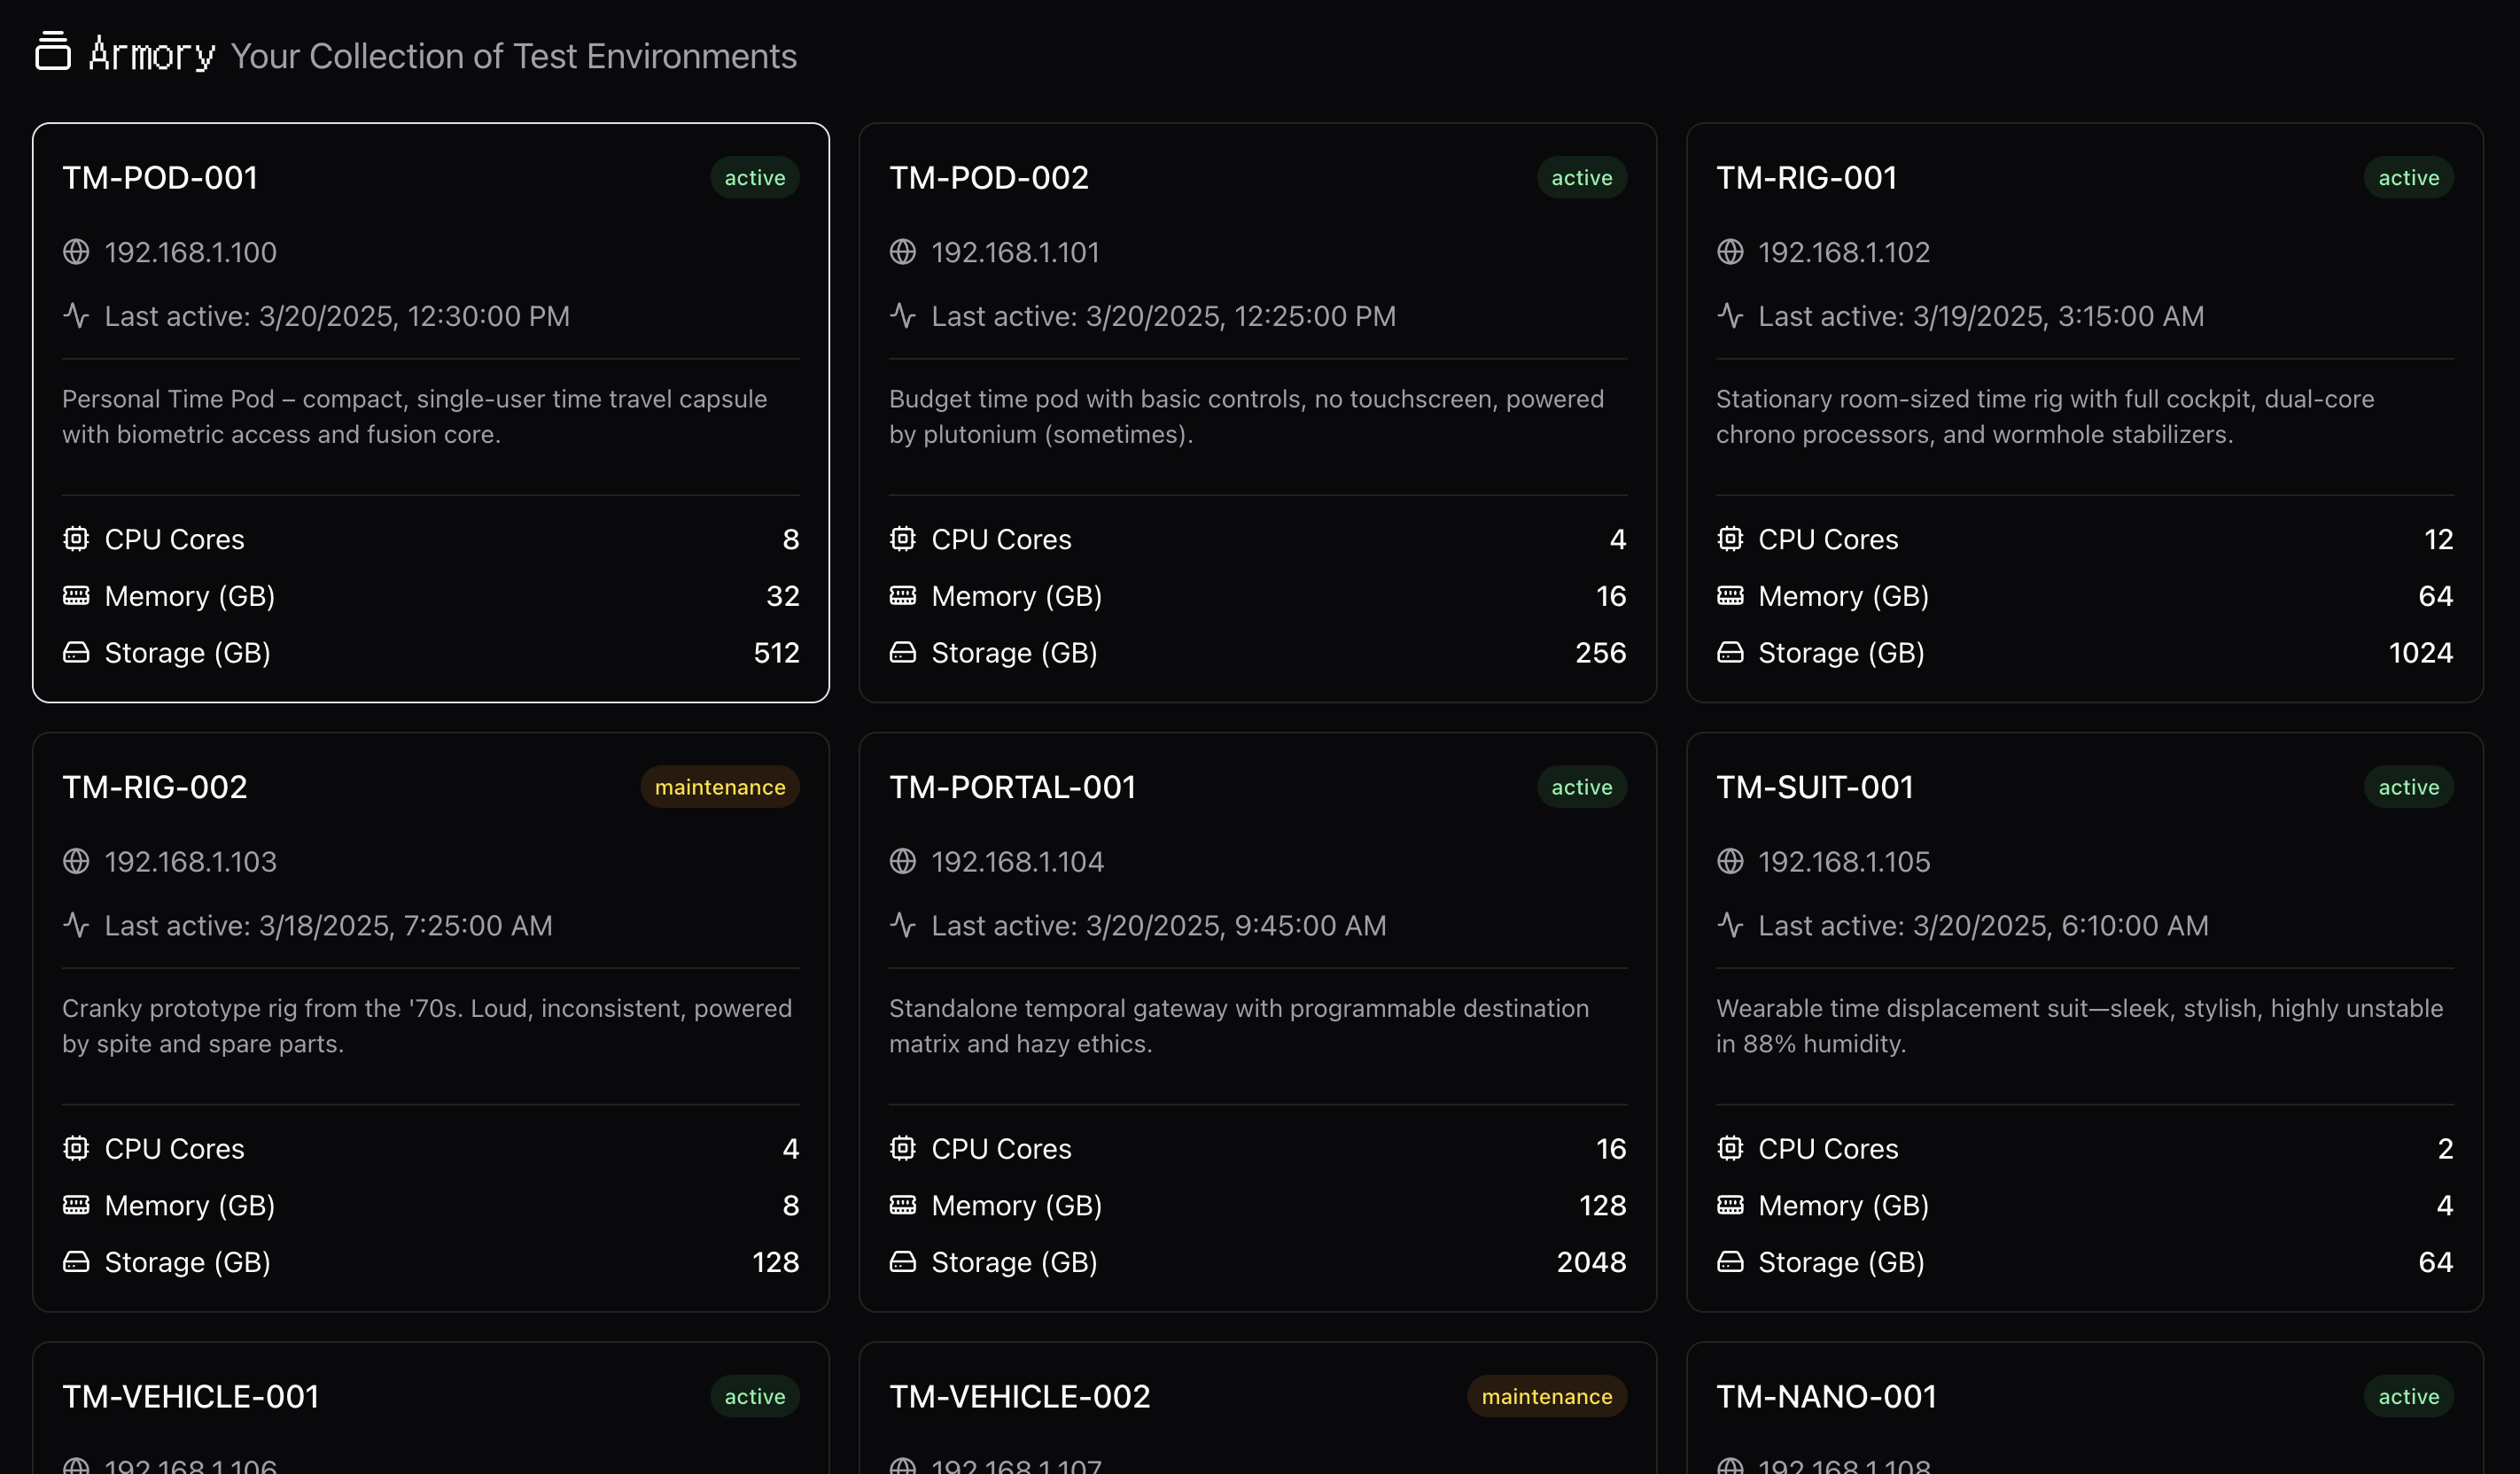 Armory Your Collection of Test Environments
TM-POD-001 active
192.168.1.100
Last active: 3/20/2025, 12:30:00 PM
Personal Time Pod – compact, single-user time travel capsule
with biometric access and fusion core.
CPU Cores 8
Memory (GB) 32
Storage (GB) 512
TM-POD-002 active
192.168.1.101
Last active: 3/20/2025, 12:25:00 PM
Budget time pod with basic controls, no touchscreen, powered
by plutonium (sometimes).
CPU Cores 4
Memory (GB) 16
Storage (GB) 256
TM-RIG-001 active
192.168.1.102
Last active: 3/19/2025, 3:15:00 AM
Stationary room-sized time rig with full cockpit, dual-core
chrono processors, and wormhole stabilizers.
CPU Cores 12
Memory (GB) 64
Storage (GB) 1024
TM-RIG-002 maintenance
192.168.1.103
Last active: 3/18/2025, 7:25:00 AM
Cranky prototype rig from the '70s. Loud, inconsistent, powered
by spite and spare parts.
CPU Cores 4
Memory (GB) 8
Storage (GB) 128
TM-PORTAL-001 active
192.168.1.104
Last active: 3/20/2025, 9:45:00 AM
Standalone temporal gateway with programmable destination
matrix and hazy ethics.
CPU Cores 16
Memory (GB) 128
Storage (GB) 2048
TM-SUIT-001 active
192.168.1.105
Last active: 3/20/2025, 6:10:00 AM
Wearable time displacement suit—sleek, stylish, highly unstable
in 88% humidity.
CPU Cores 2
Memory (GB) 4
Storage (GB) 64
TM-VEHICLE-001 active
192.168.1.106
TM-VEHICLE-002 maintenance
192.168.1.107
TM-NANO-001 active
192.168.1.108